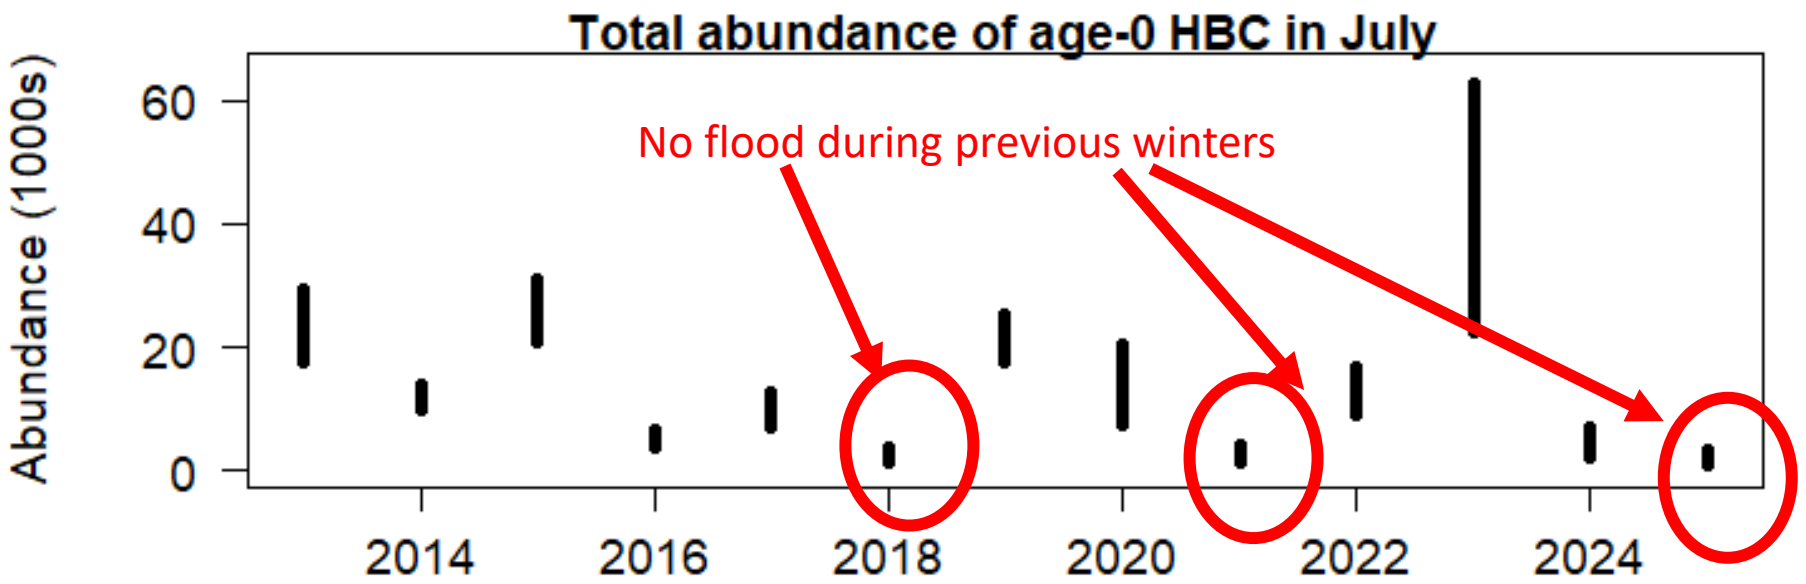 Total abundance of age-0 HBC in July
Abundance (1000s)
60
40
20
0
No flood during previous winters
2014 2016 2018 2020 2022 2024